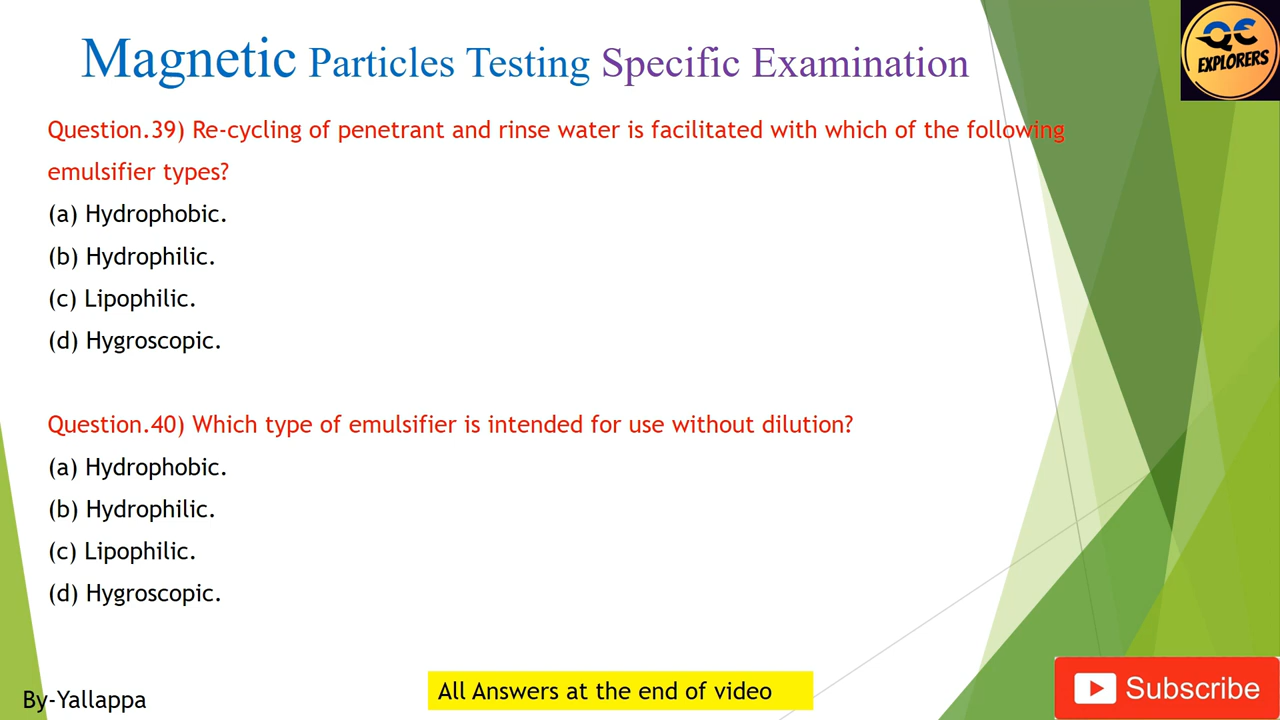 Magnetic Particles Testing Specific Examination
QC
EXPLORERS
Question.39) Re-cycling of penetrant and rinse water is facilitated with which of the following
emulsifier types?
(a) Hydrophobic.
(b) Hydrophilic.
(c) Lipophilic.
(d) Hygroscopic.
Question.40) Which type of emulsifier is intended for use without dilution?
(a) Hydrophobic.
(b) Hydrophilic.
(c) Lipophilic.
(d) Hygroscopic.
By-Yallappa
All Answers at the end of video
Subscribe